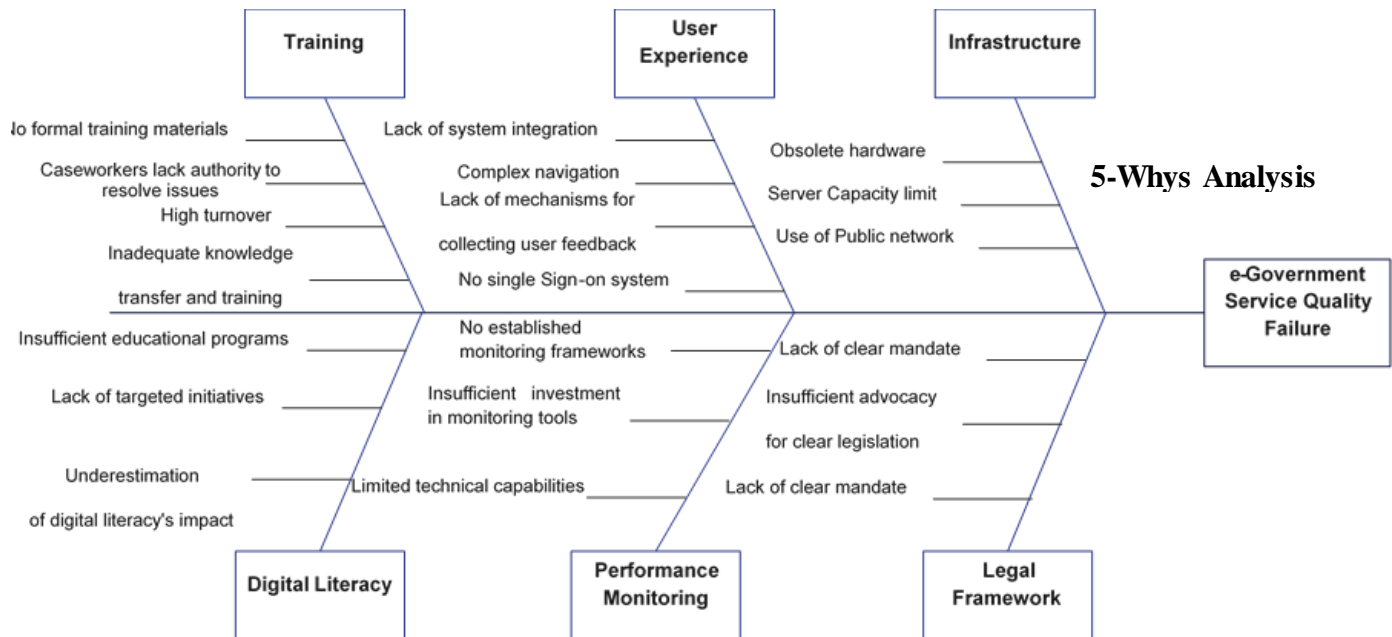 Training
User
Experience
Infrastructure
No formal training materials
Caseworkers lack authority to
resolve issues
High turnover
Inadequate knowledge
transfer and training
Lack of system integration
Complex navigation
Lack of mechanisms for
collecting user feedback
No single Sign-on system
Obsolete hardware
Server Capacity limit
Use of Public network
5-Whys Analysis
e-Government
Service Quality
Failure
Insufficient educational programs
Lack of targeted initiatives
Underestimation
of digital literacy's impact
No established
monitoring frameworks
Insufficient investment
in monitoring tools
Limited technical capabilities
Lack of clear mandate
Insufficient advocacy
for clear legislation
Lack of clear mandate
Digital Literacy
Performance
Monitoring
Legal
Framework